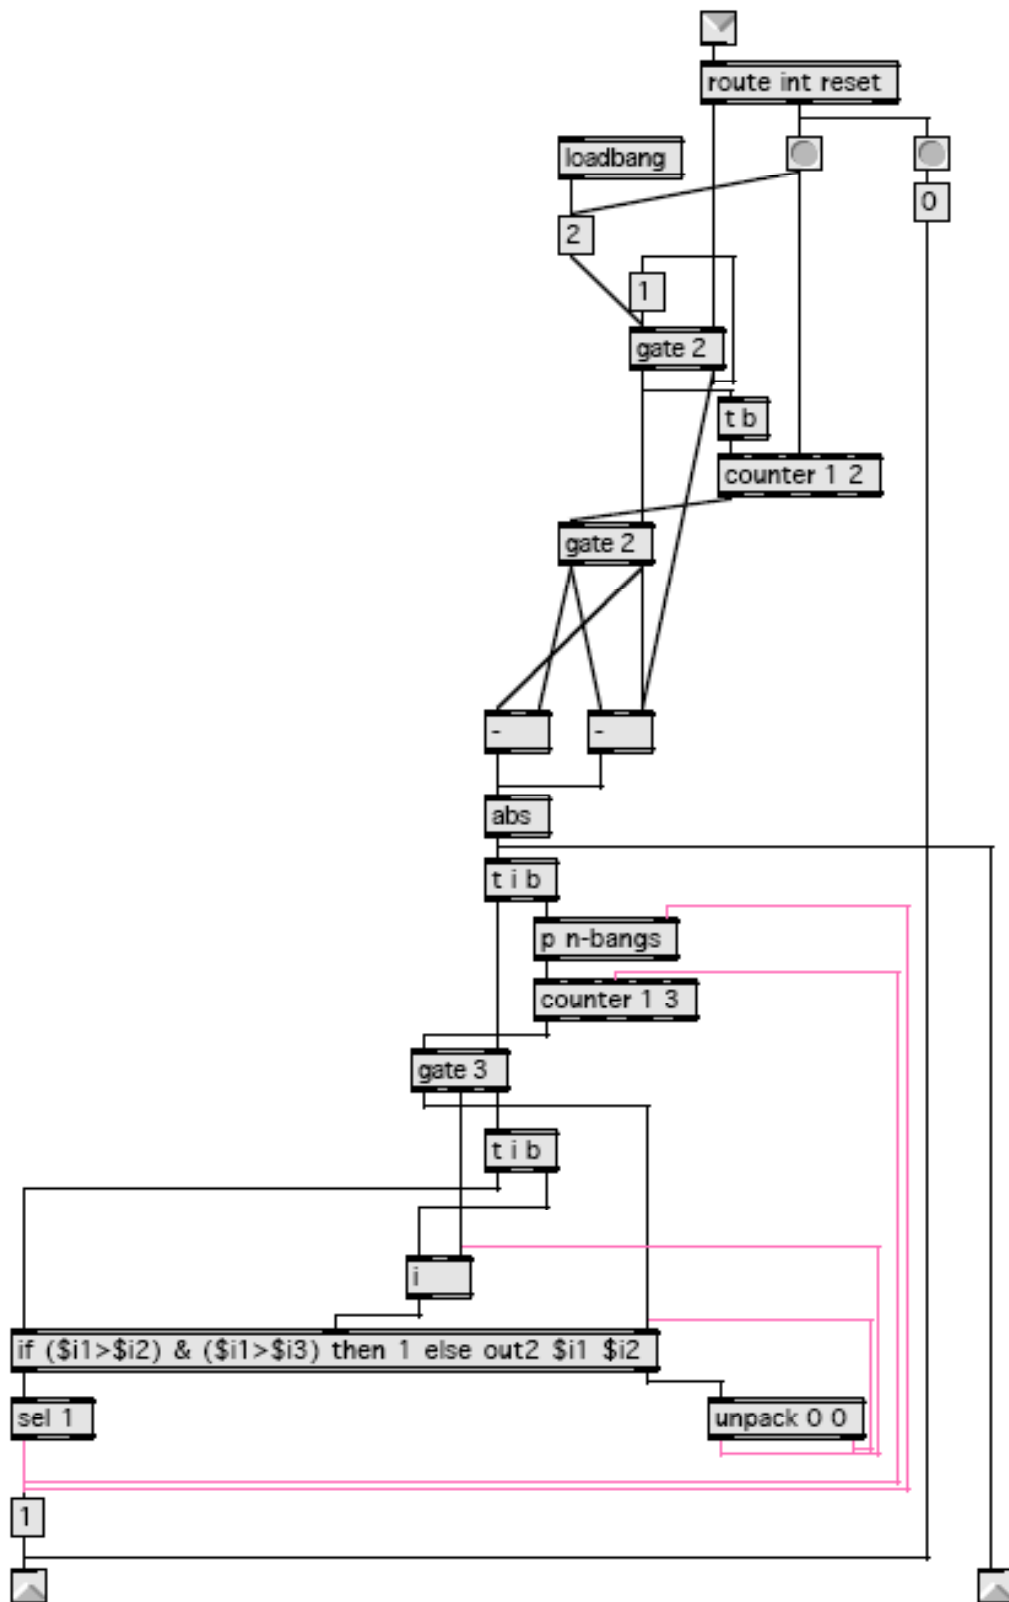 route int reset
loadbang
0
2
1
gate 2
t b
counter 1 2
gate 2
-
-
abs
t i b
p n-bangs
counter 1 3
gate 3
t i b
i
if ($i1>$i2) & ($i1>$i3) then 1 else out2 $i1 $i2
sel 1
unpack 0 0
1